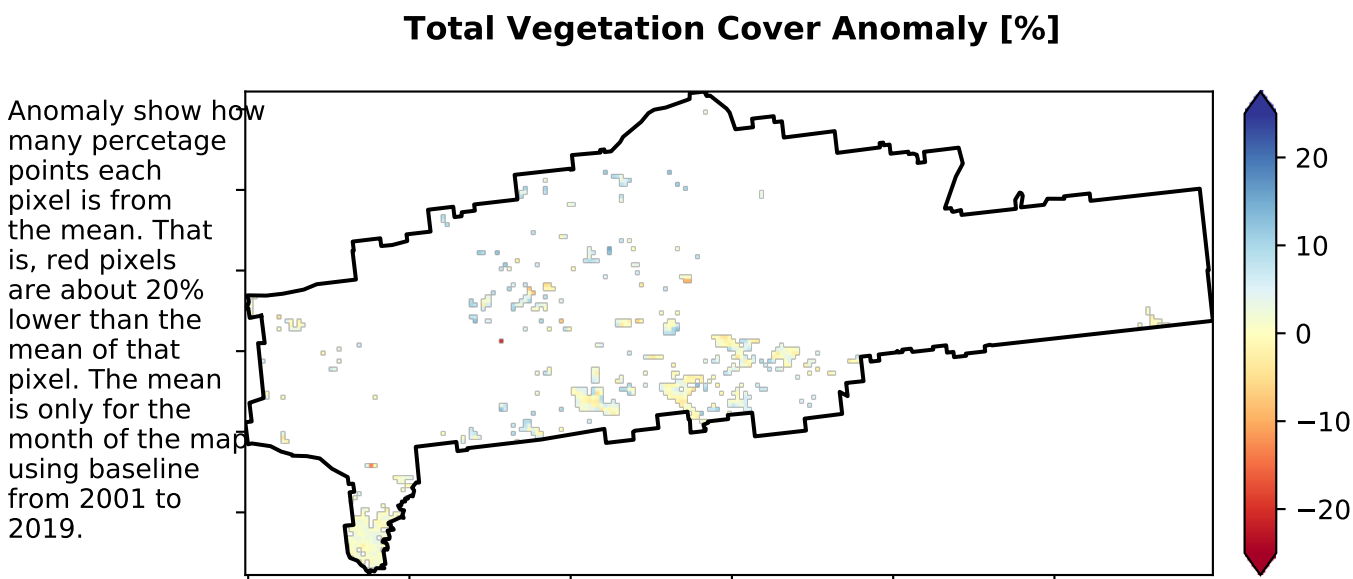 Total Vegetation Cover Anomaly [%]
Anomaly show how
many percetage
points each
pixel is from
the mean. That
is, red pixels
are about 20%
lower than the
mean of that
pixel. The mean
is only for the
month of the map
using baseline
from 2001 to
2019.
20
10
0
−10
−20